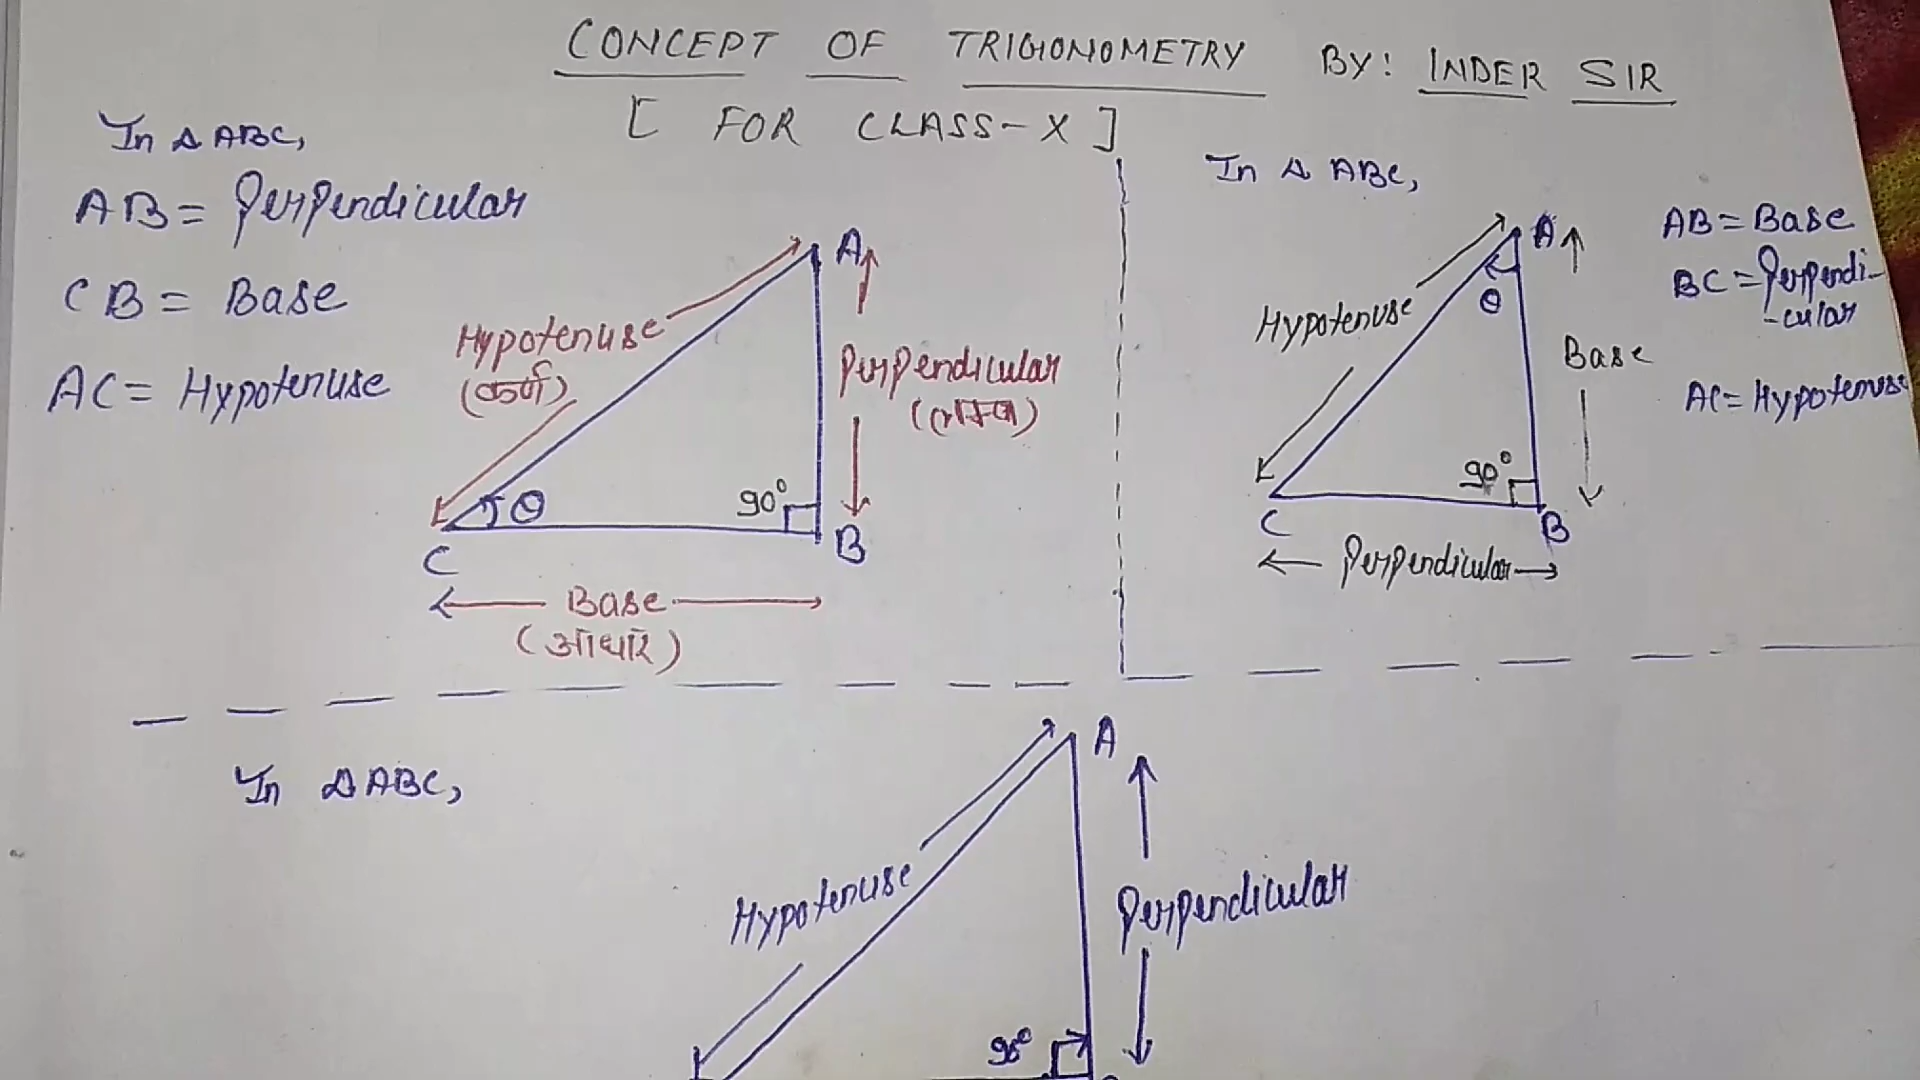 CONCEPT OF TRIGONOMETRY BY: INDER SIR
[ FOR CLASS-X ]
In Δ ABC,
AB = Perpendicular
CB = Base
AC = Hypotenuse
A
Hypotenuse
(कर्ण)
Perpendicular
(लम्ब)
θ
90°
C
B
Base
(आधार)
In Δ ABC,
A
θ
Hypotenuse
Base
90°
C
B
Perpendicular
AB = Base
BC = Perpendi-
-cular
AC = Hypotenuse
In Δ ABC,
A
Hypotenuse
Perpendicular
90°